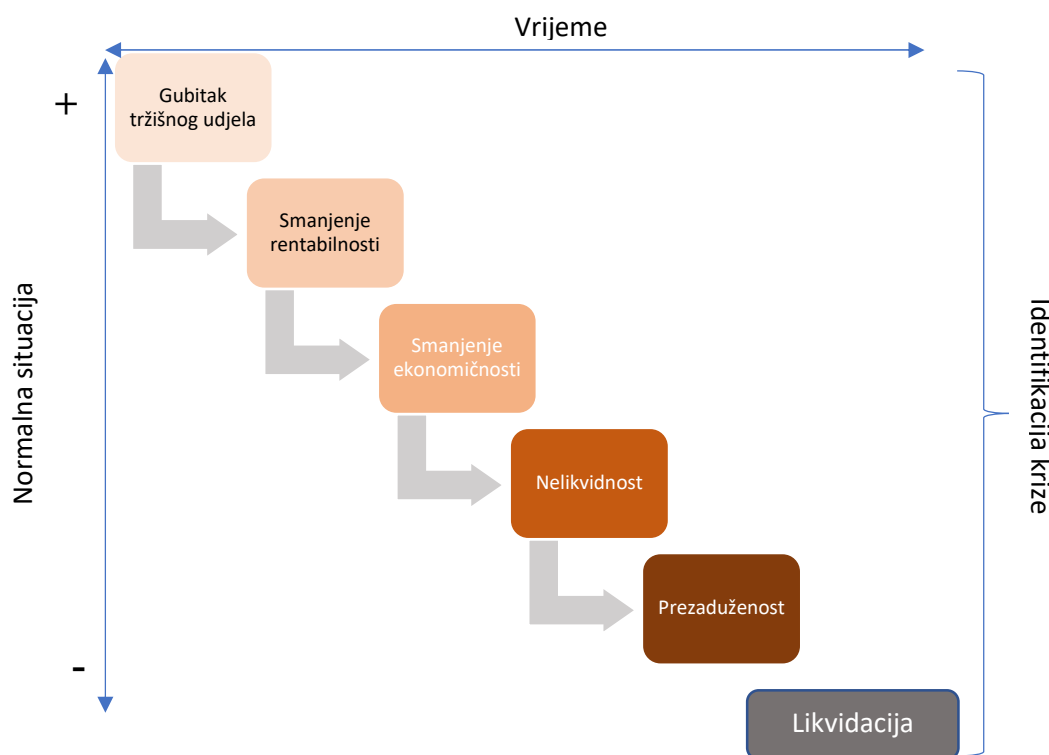 Vrijeme
+
Gubitak
tržišnog udjela
Smanjenje
rentabilnosti
Normalna situacija
Smanjenje
ekonomičnosti
Identifikacija krize
Nelikvidnost
Prezaduženost
-
Likvidacija